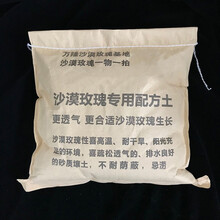 万臻沙漠玫瑰基地
沙漠玫瑰一物一拍
沙漠玫瑰专用配方土
更透气 更合适沙漠玫瑰生长
沙漠玫瑰性喜高温、耐干旱、阳光充
足的环境，喜疏松透气的、排水良好
的砂质壤土，不耐荫蔽，忌涝